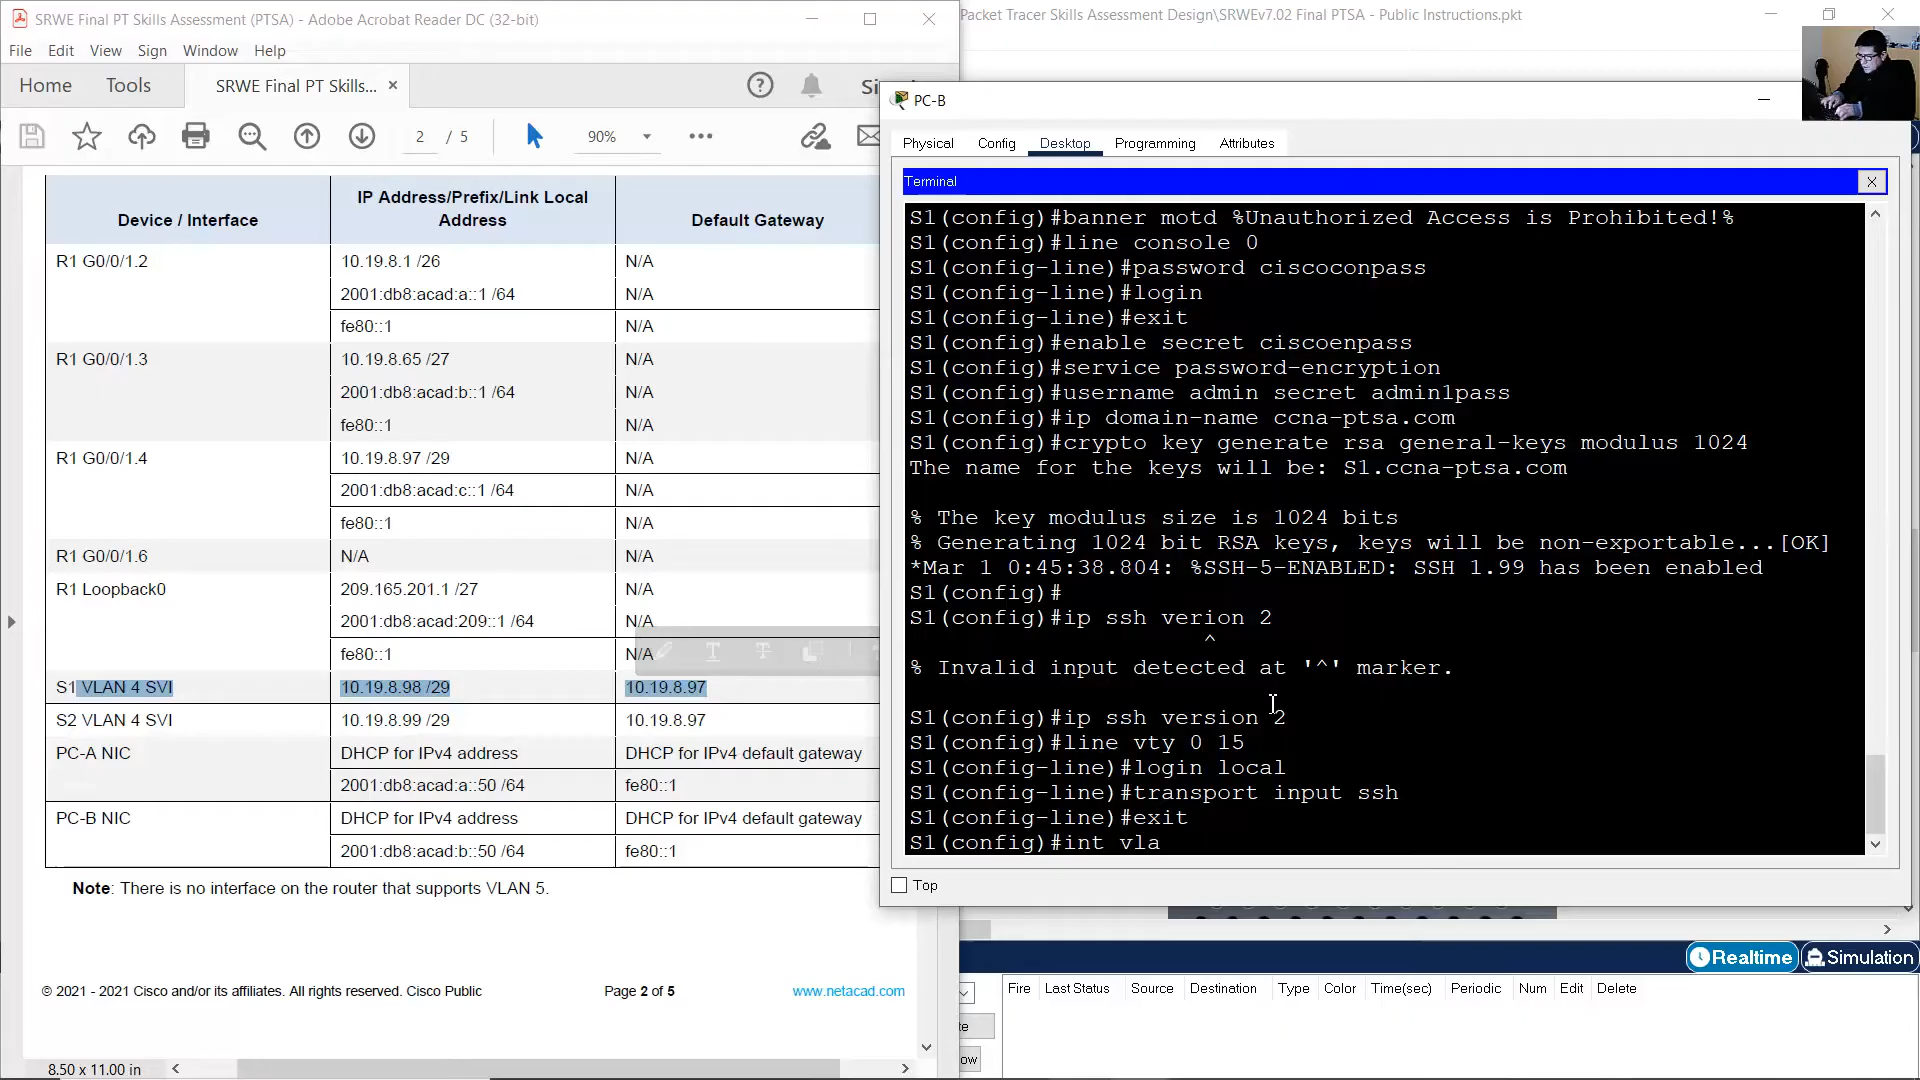 SRWE Final PT Skills Assessment (PTSA) - Adobe Acrobat Reader DC (32-bit)
File Edit View Sign Window Help
Home Tools SRWE Final PT Skills... ×
2 / 5 90%
Device / Interface
IP Address/Prefix/Link Local
Address
Default Gateway
R1 G0/0/1.2 10.19.8.1 /26 N/A
2001:db8:acad:a::1 /64 N/A
fe80::1 N/A
R1 G0/0/1.3 10.19.8.65 /27 N/A
2001:db8:acad:b::1 /64 N/A
fe80::1 N/A
R1 G0/0/1.4 10.19.8.97 /29 N/A
2001:db8:acad:c::1 /64 N/A
fe80::1 N/A
R1 G0/0/1.6 N/A N/A
R1 Loopback0 209.165.201.1 /27 N/A
2001:db8:acad:209::1 /64 N/A
fe80::1 N/A
S1 VLAN 4 SVI 10.19.8.98 /29 10.19.8.97
S2 VLAN 4 SVI 10.19.8.99 /29 10.19.8.97
PC-A NIC DHCP for IPv4 address DHCP for IPv4 default gateway
2001:db8:acad:a::50 /64 fe80::1
PC-B NIC DHCP for IPv4 address DHCP for IPv4 default gateway
2001:db8:acad:b::50 /64 fe80::1
Note: There is no interface on the router that supports VLAN 5.
© 2021 - 2021 Cisco and/or its affiliates. All rights reserved. Cisco Public Page 2 of 5 www.netacad.com
8.50 x 11.00 in
Packet Tracer Skills Assessment Design\SRWEv7.02 Final PTSA - Public Instructions.pkt
PC-B
Physical Config Desktop Programming Attributes
Terminal X
S1(config)#banner motd %Unauthorized Access is Prohibited!%
S1(config)#line console 0
S1(config-line)#password ciscoconpass
S1(config-line)#login
S1(config-line)#exit
S1(config)#enable secret ciscoenpass
S1(config)#service password-encryption
S1(config)#username admin secret admin1pass
S1(config)#ip domain-name ccna-ptsa.com
S1(config)#crypto key generate rsa general-keys modulus 1024
The name for the keys will be: S1.ccna-ptsa.com
% The key modulus size is 1024 bits
% Generating 1024 bit RSA keys, keys will be non-exportable...[OK]
*Mar 1 0:45:38.804: %SSH-5-ENABLED: SSH 1.99 has been enabled
S1(config)#
S1(config)#ip ssh verion 2
^
% Invalid input detected at '^' marker.
S1(config)#ip ssh version 2
S1(config)#line vty 0 15
S1(config-line)#login local
S1(config-line)#transport input ssh
S1(config-line)#exit
S1(config)#int vla
Top
Realtime Simulation
Fire Last Status Source Destination Type Color Time(sec) Periodic Num Edit Delete